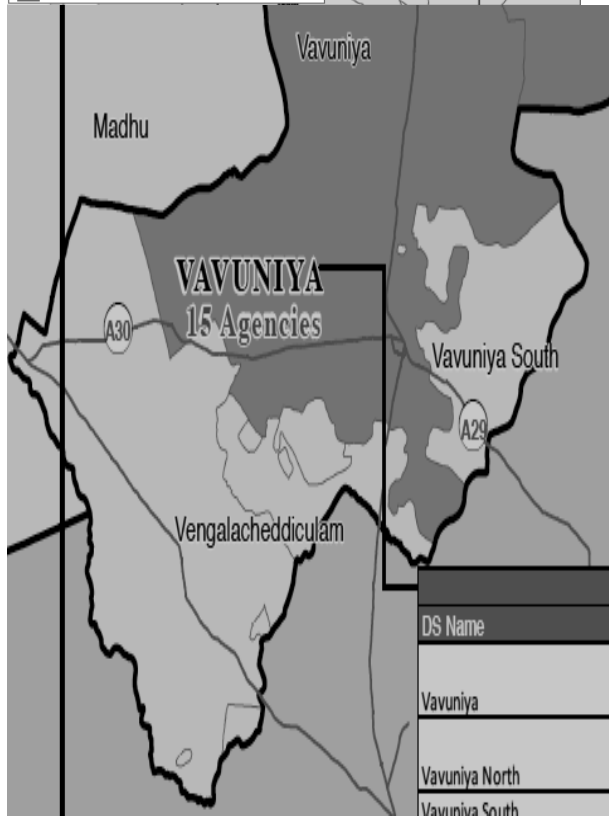 Vavuniya
Madhu
VAVUNIYA
15 Agencies
A30
Vavuniya South
A29
Vengalacheddiculam
DS Name
Vavuniya
Vavuniya North
Vavuniya South